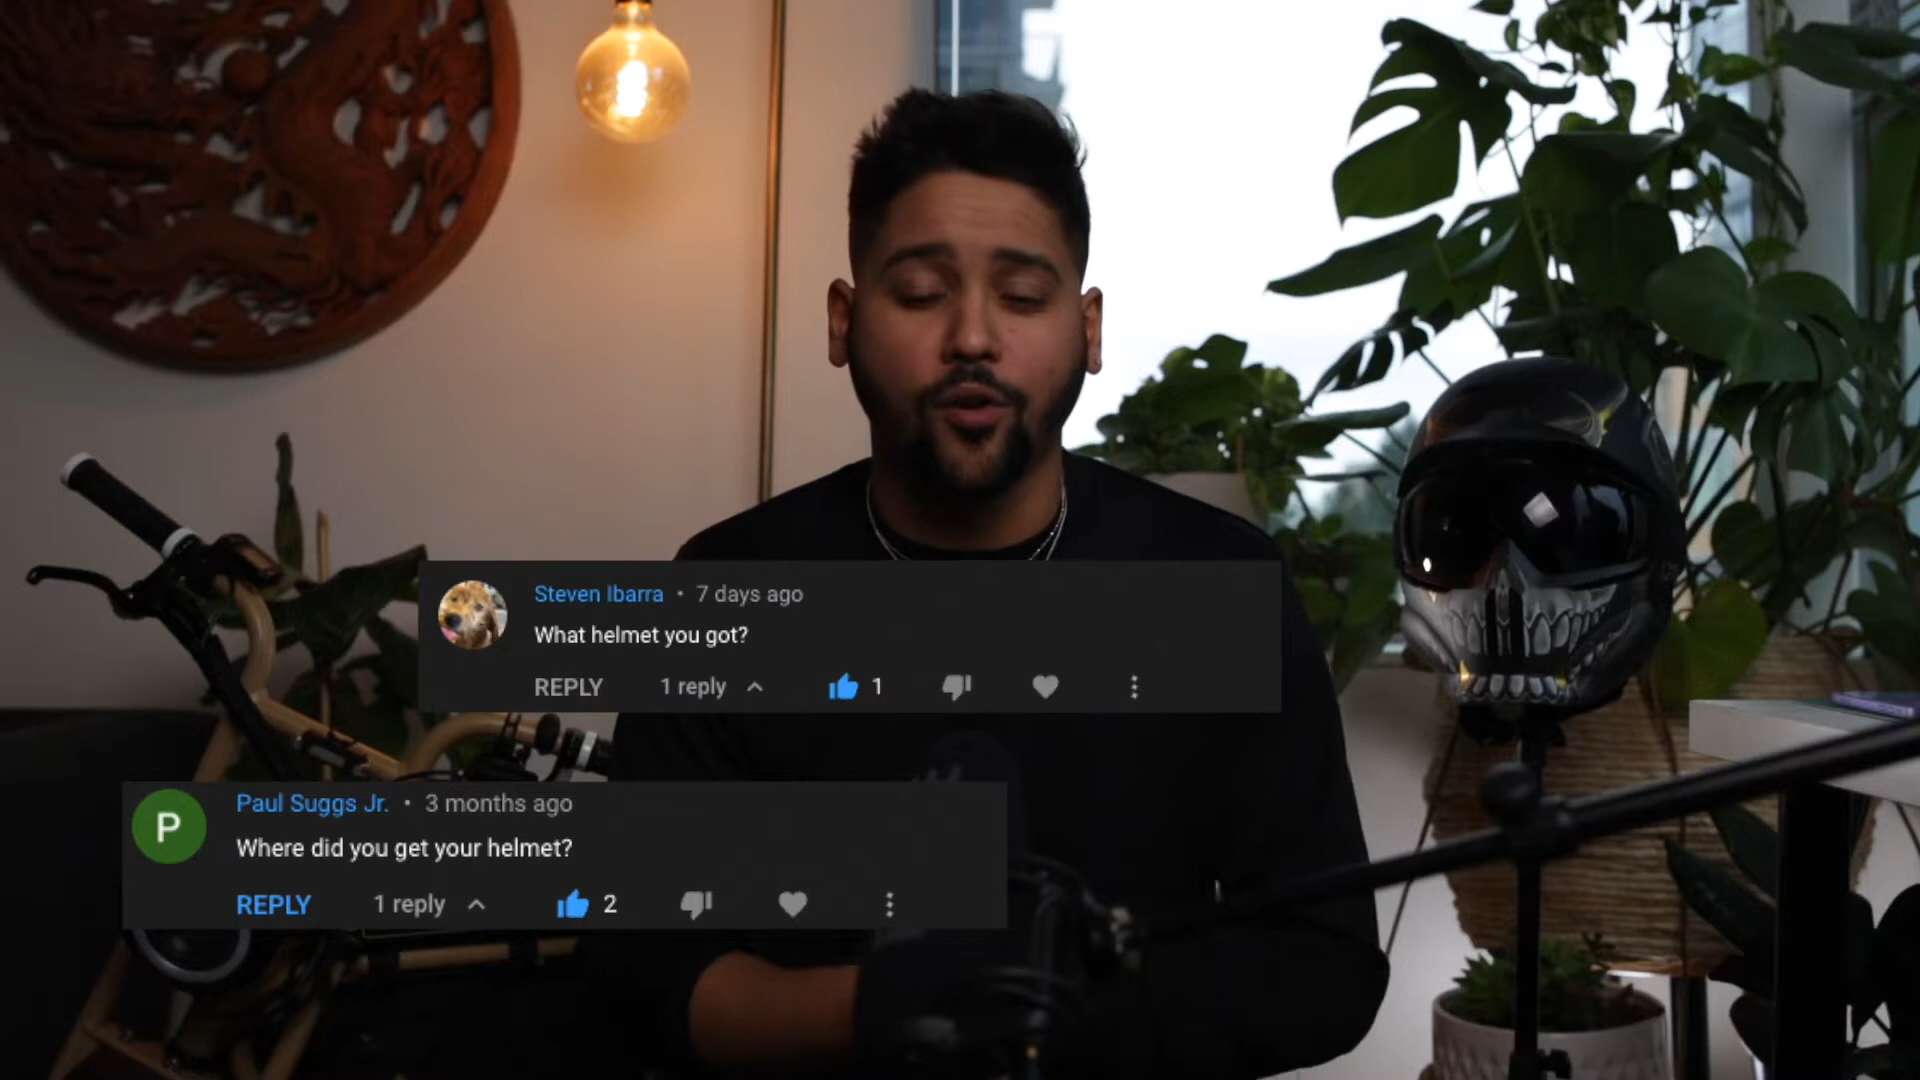 Steven Ibarra • 7 days ago
What helmet you got?
REPLY 1 reply 1
P
Paul Suggs Jr. • 3 months ago
Where did you get your helmet?
REPLY 1 reply 2